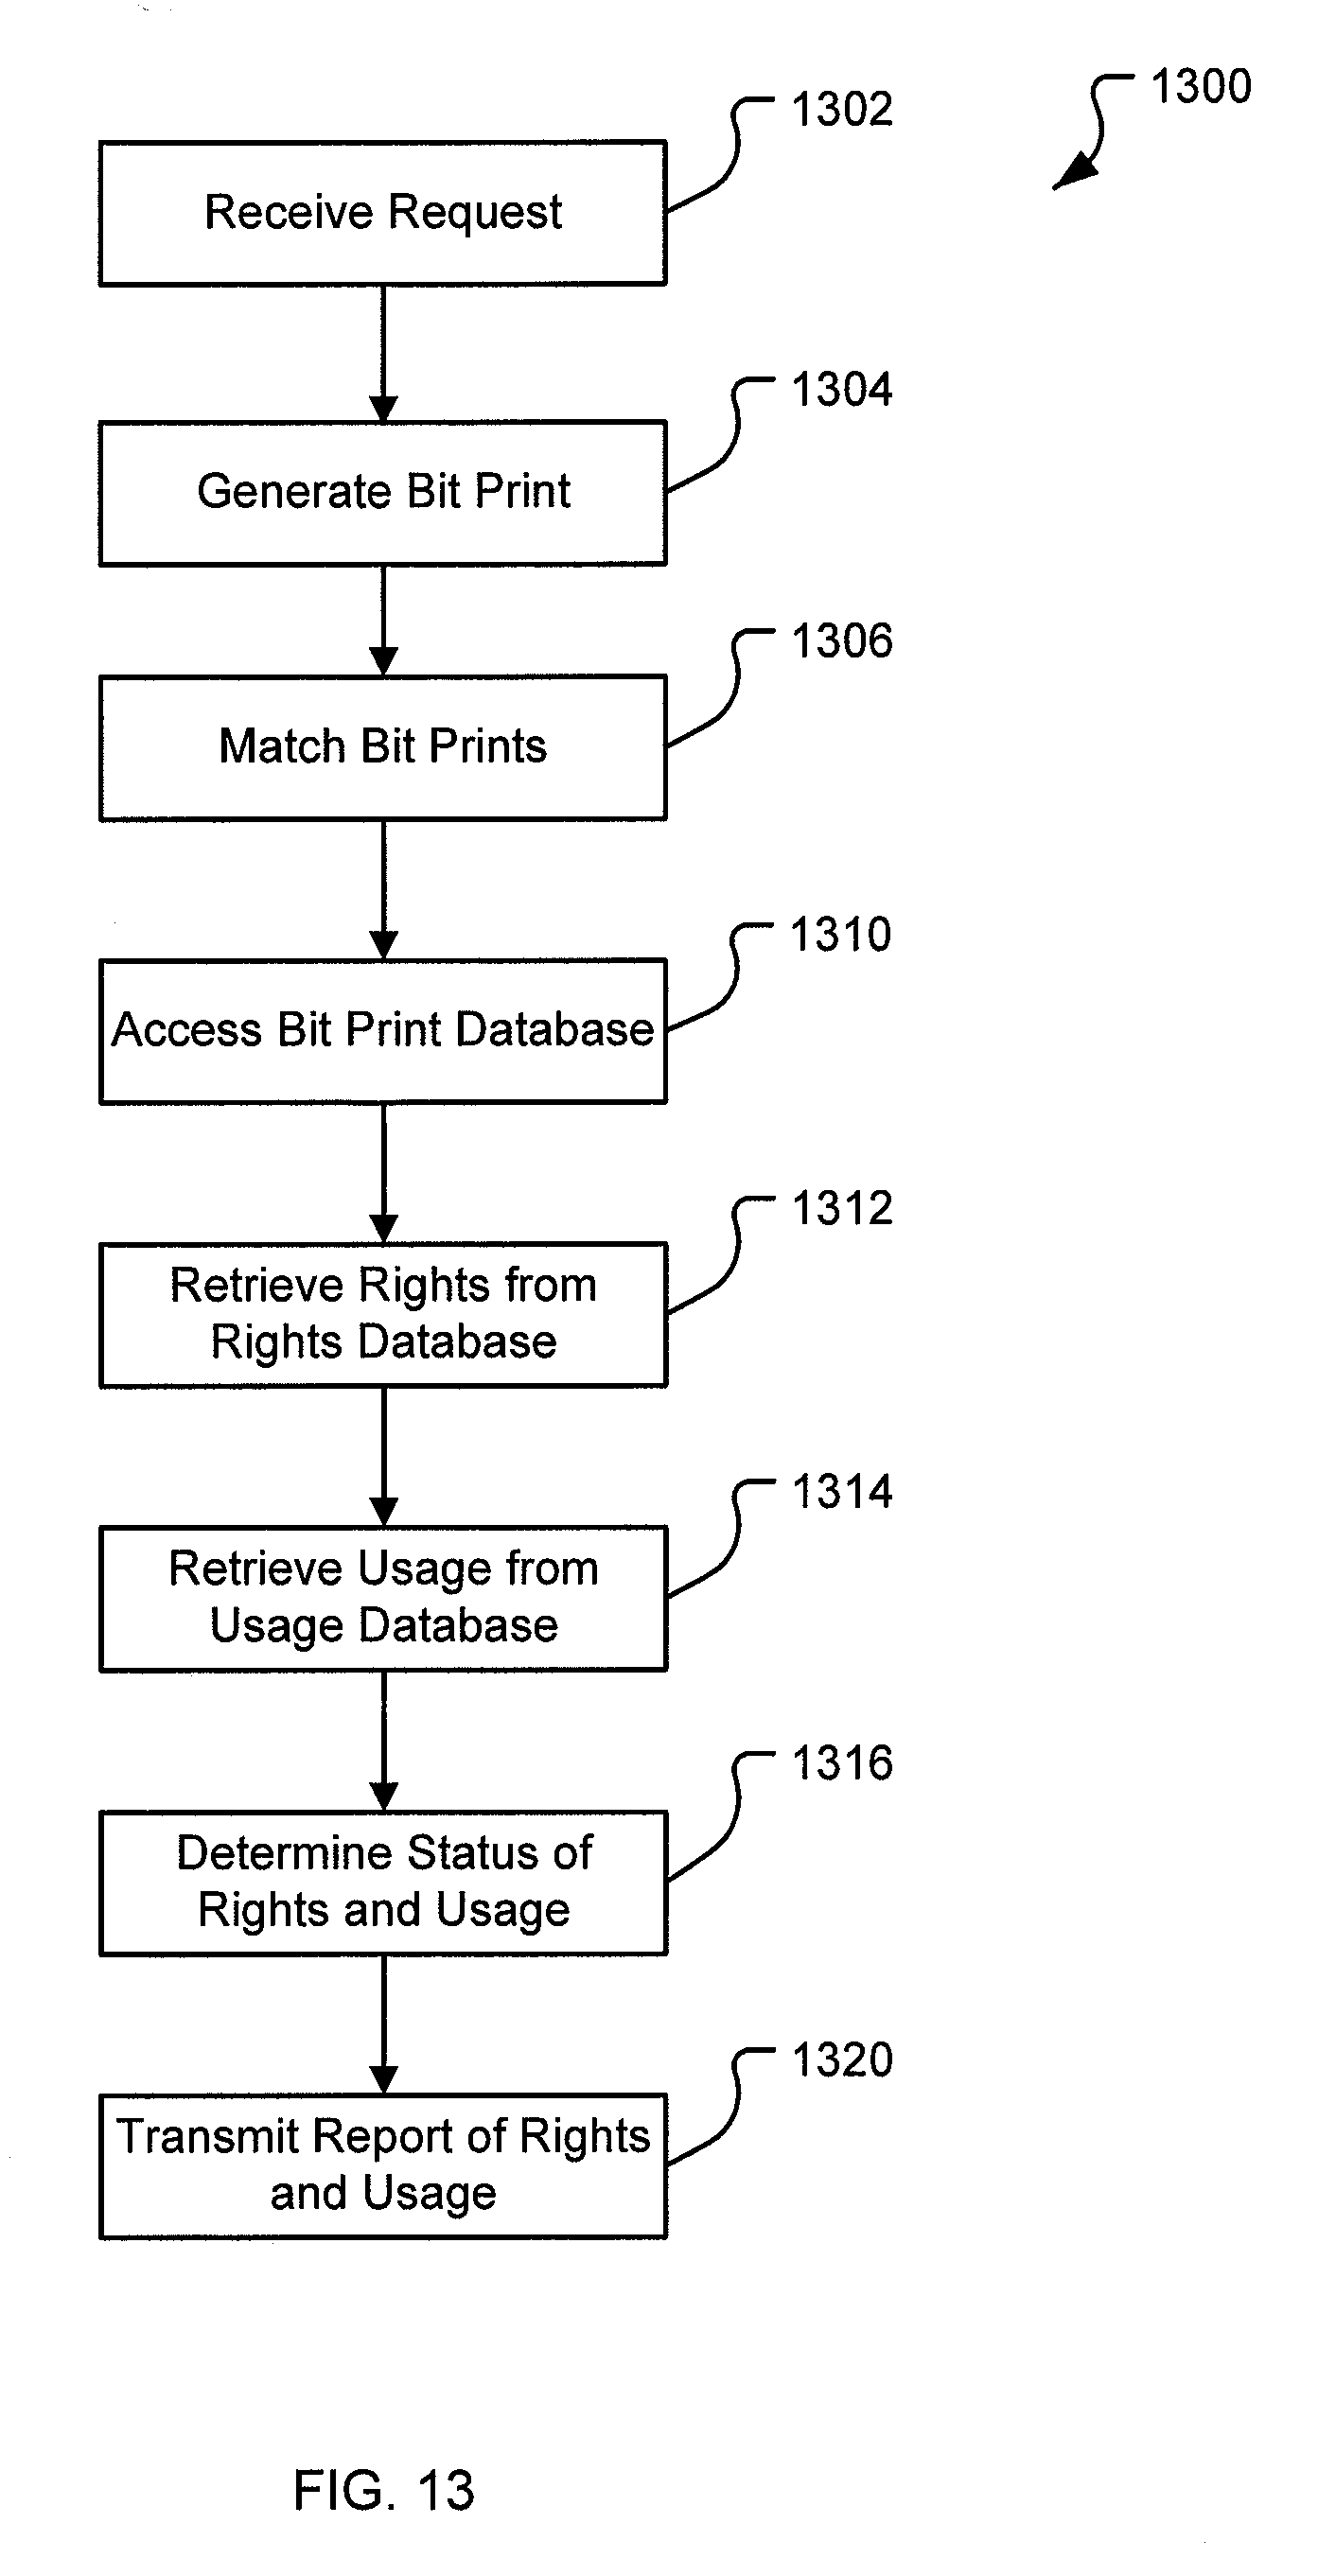 1300
1302
Receive Request
1304
Generate Bit Print
1306
Match Bit Prints
1310
Access Bit Print Database
1312
Retrieve Rights from
Rights Database
1314
Retrieve Usage from
Usage Database
1316
Determine Status of
Rights and Usage
1320
Transmit Report of Rights
and Usage
FIG. 13